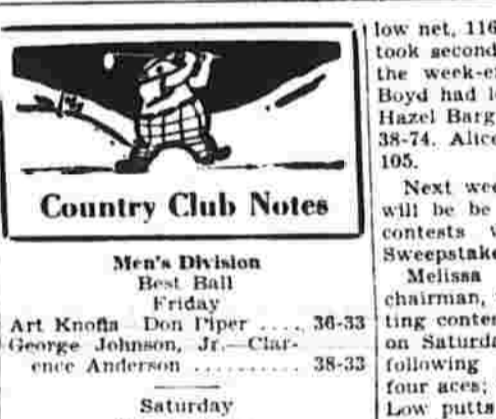 Country Club Notes
Men's Division
Best Ball
Friday
Art Knofla—Don Piper .... 36-33
George Johnson, Jr.—Clar-
ence Anderson .......... 38-33
Saturday
low net, 116
took second
the week-e
Boyd had l
Hazel Barg
38-74. Alice
105.
Next wee
will be be
contests w
Sweepstake
Melissa
chairman,
ting contes
on Saturda
following
four aces;
Low putts